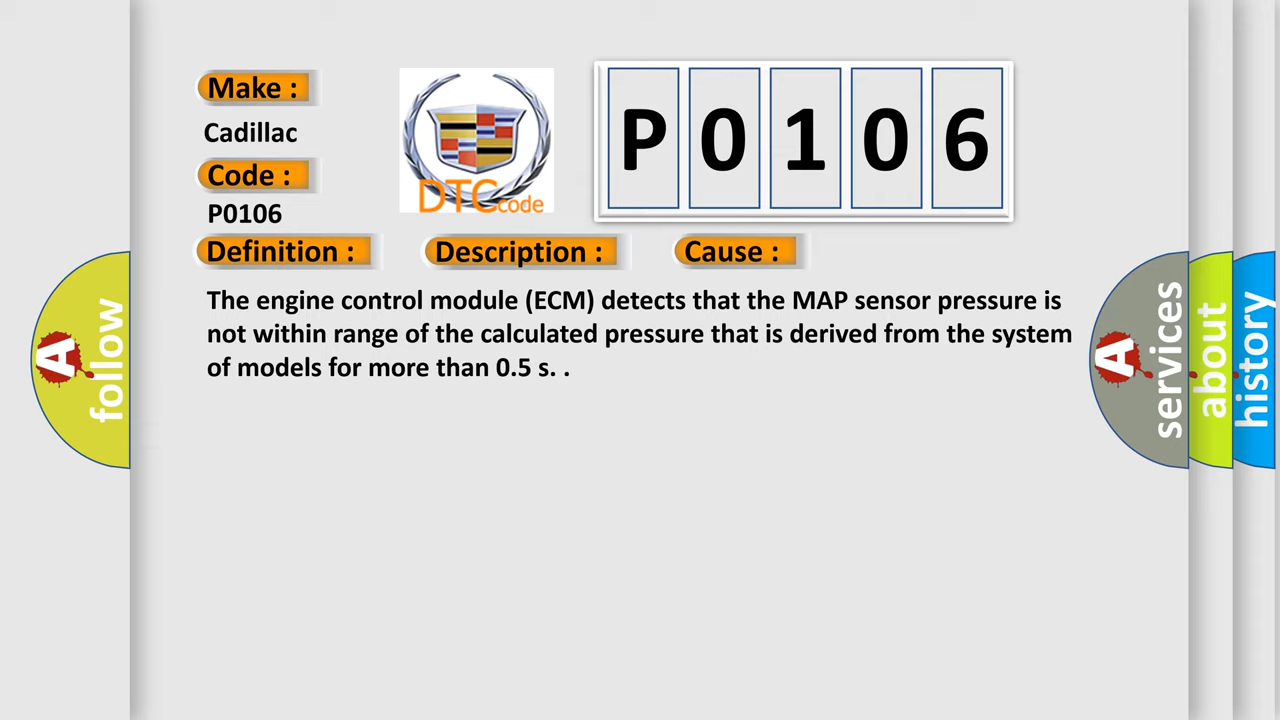 Make :
Cadillac
Code :
P0106
DTC code
P 0 1 0 6
Definition :
Description :
Cause :
The engine control module (ECM) detects that the MAP sensor pressure is
not within range of the calculated pressure that is derived from the system
of models for more than 0.5 s. .
A follow
A services
about
history